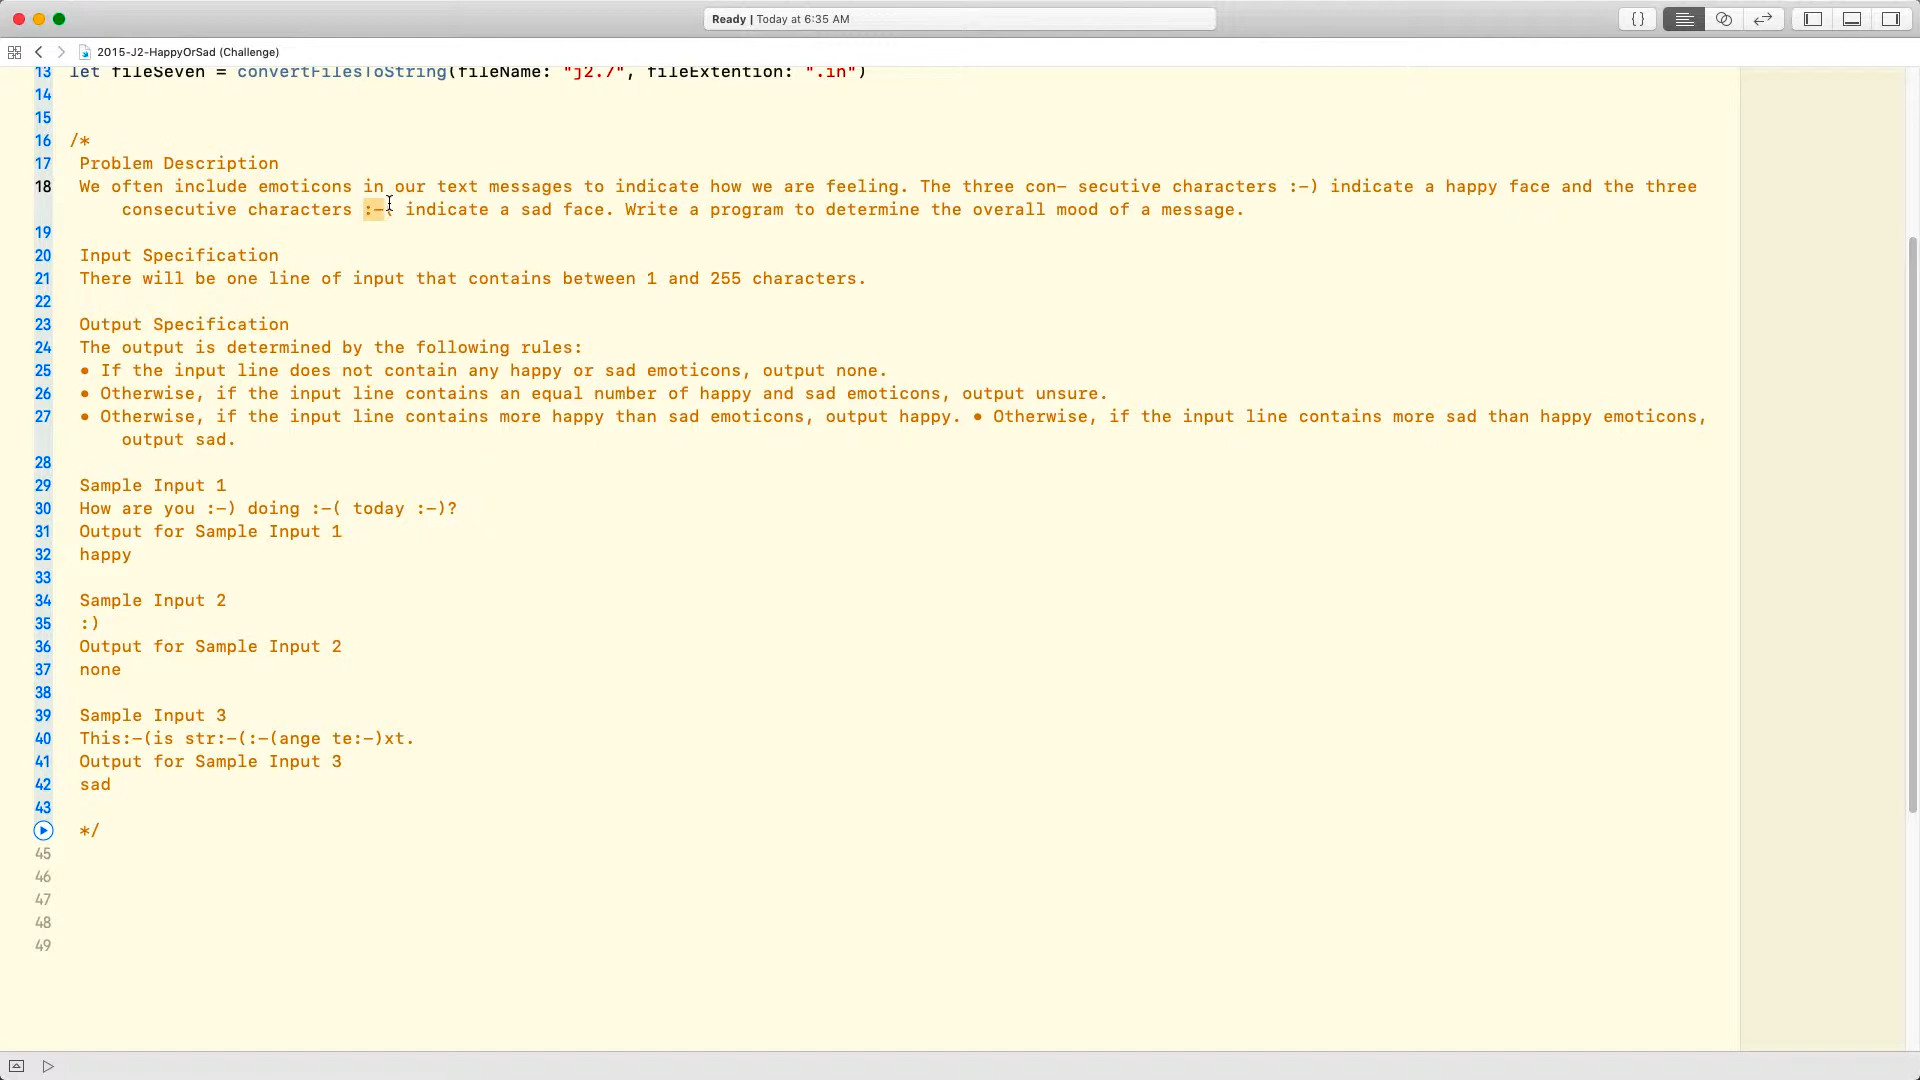 Ready | Today at 6:35 AM
{}
2015-J2-HappyOrSad (Challenge)
13 let fileSeven = convertFilesToString(fileName: "j2.7", fileExtention: ".in")
14
15
16 /*
17 Problem Description
18 We often include emoticons in our text messages to indicate how we are feeling. The three con- secutive characters :-) indicate a happy face and the three
consecutive characters :-( indicate a sad face. Write a program to determine the overall mood of a message.
19
20 Input Specification
21 There will be one line of input that contains between 1 and 255 characters.
22
23 Output Specification
24 The output is determined by the following rules:
25 • If the input line does not contain any happy or sad emoticons, output none.
26 • Otherwise, if the input line contains an equal number of happy and sad emoticons, output unsure.
27 • Otherwise, if the input line contains more happy than sad emoticons, output happy. • Otherwise, if the input line contains more sad than happy emoticons,
output sad.
28
29 Sample Input 1
30 How are you :-) doing :-( today :-)?
31 Output for Sample Input 1
32 happy
33
34 Sample Input 2
35 :)
36 Output for Sample Input 2
37 none
38
39 Sample Input 3
40 This:-(is str:-(:-(ange te:-)xt.
41 Output for Sample Input 3
42 sad
43
*/
45
46
47
48
49